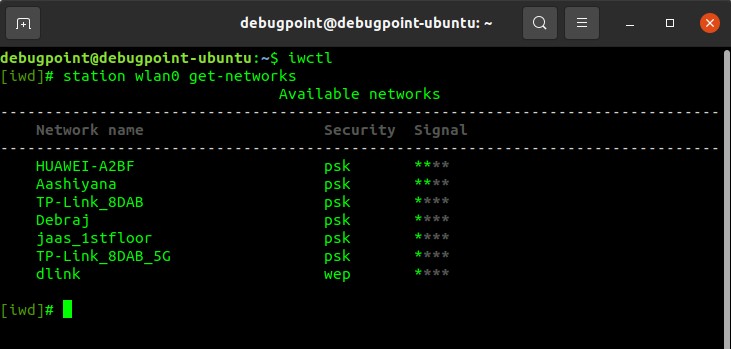 debugpoint@debugpoint-ubuntu: ~
debugpoint@debugpoint-ubuntu:~$ iwctl
[iwd]# station wlan0 get-networks
Available networks
--------------------------------------------------------------------------------
Network name Security Signal
--------------------------------------------------------------------------------
HUAWEI-A2BF psk ****
Aashiyana psk ****
TP-Link_8DAB psk ****
Debraj psk ****
jaas_1stfloor psk ****
TP-Link_8DAB_5G psk ****
dlink wep ****
[iwd]#